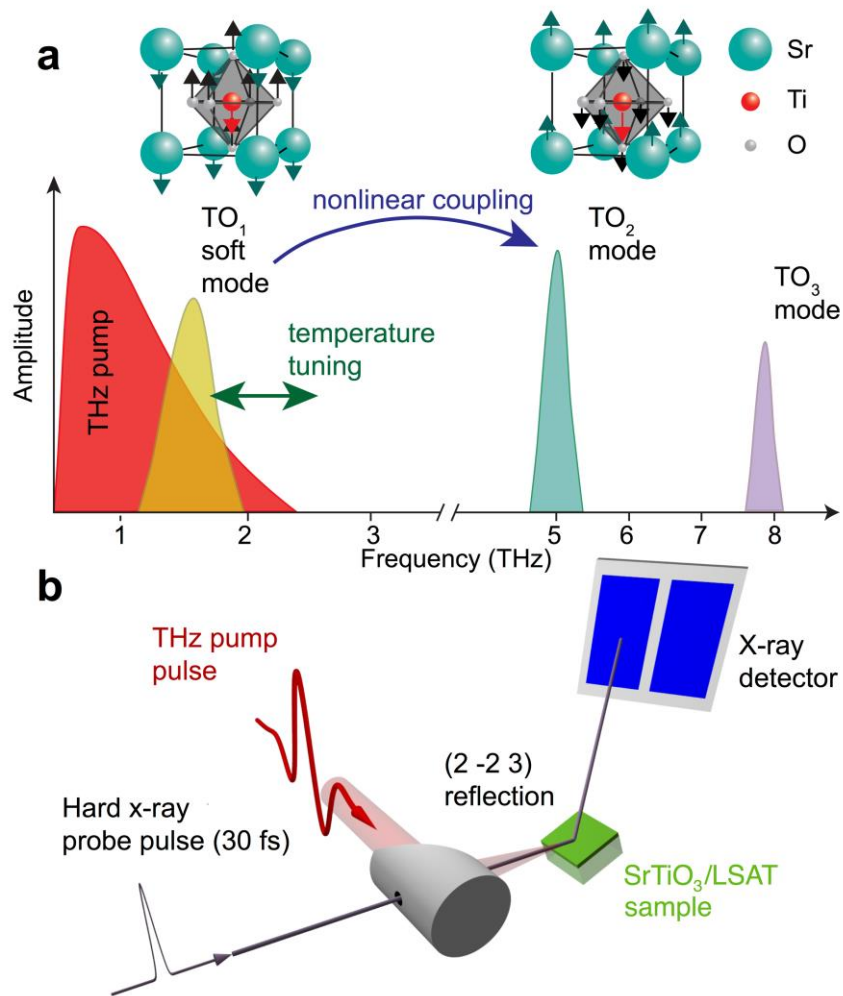 a
Sr
Ti
O
nonlinear coupling
TO₁
soft
mode
TO₂
mode
TO₃
mode
temperature
tuning
THz pump
Amplitude
1
2
3
5
6
7
8
Frequency (THz)
b
THz pump
pulse
X-ray
detector
(2 -2 3)
reflection
Hard x-ray
probe pulse (30 fs)
SrTiO₃/LSAT
sample